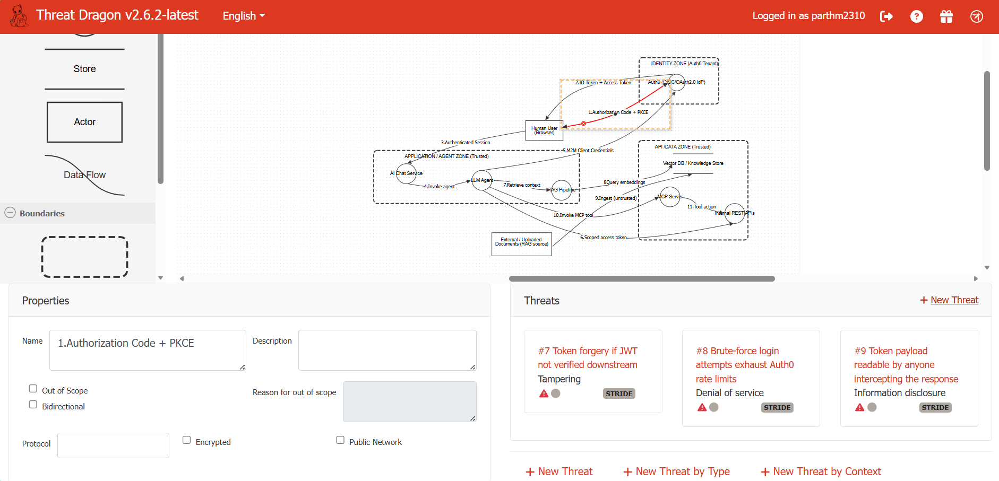 Threat Dragon v2.6.2-latest
English
Logged in as parthm2310
?
Store
Actor
Data Flow
Boundaries
IDENTITY ZONE (Auth0 Tenant)
2.ID Token + Access Token
1.Authorization Code + PKCE
Human User
(Browser)
3.Authenticated Session
5.M2M Client Credentials
APPLICATION / AGENT ZONE (Trusted)
AI Chat Service
4.Invoke agent
LLM Agent
7.Retrieve context
RAG Pipeline
API /DATA ZONE (Trusted)
Vector DB / Knowledge Store
8Query embeddings
9.Ingest (untrusted)
MCP Server
11.Tool action
Internal REST APIs
10.Invoke MCP tool
6.Scoped access token
External / Uploaded
Documents (RAG source)
Properties
Name
1.Authorization Code + PKCE
Description
Out of Scope
Bidirectional
Reason for out of scope
Protocol
Encrypted
Public Network
Threats
+ New Threat
#7 Token forgery if JWT
not verified downstream
Tampering
STRIDE
#8 Brute-force login
attempts exhaust Auth0
rate limits
Denial of service
STRIDE
#9 Token payload
readable by anyone
intercepting the response
Information disclosure
STRIDE
+ New Threat
+ New Threat by Type
+ New Threat by Context